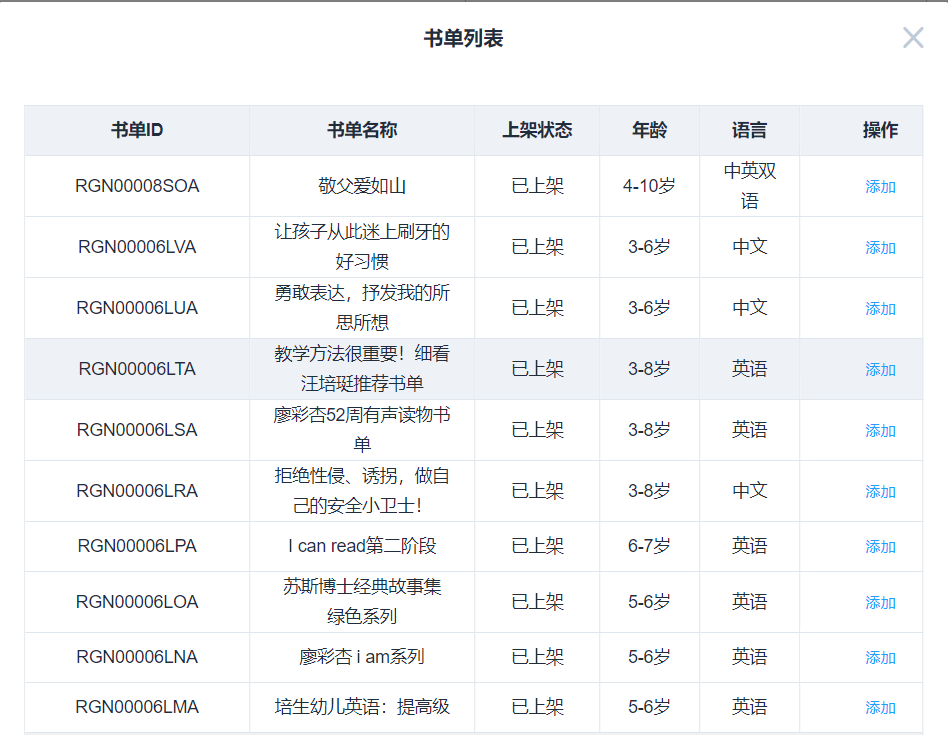 书单列表
书单ID 书单名称 上架状态 年龄 语言 操作
RGN00008SOA 敬父爱如山 已上架 4-10岁 中英双
语 添加
RGN00006LVA 让孩子从此迷上刷牙的
好习惯 已上架 3-6岁 中文 添加
RGN00006LUA 勇敢表达，抒发我的所
思所想 已上架 3-6岁 中文 添加
RGN00006LTA 教学方法很重要！细看
汪培珽推荐书单 已上架 3-8岁 英语 添加
RGN00006LSA 廖彩杏52周有声读物书
单 已上架 3-8岁 英语 添加
RGN00006LRA 拒绝性侵、诱拐，做自
己的安全小卫士！ 已上架 3-8岁 中文 添加
RGN00006LPA I can read第二阶段 已上架 6-7岁 英语 添加
RGN00006LOA 苏斯博士经典故事集
绿色系列 已上架 5-6岁 英语 添加
RGN00006LNA 廖彩杏 i am系列 已上架 5-6岁 英语 添加
RGN00006LMA 培生幼儿英语：提高级 已上架 5-6岁 英语 添加